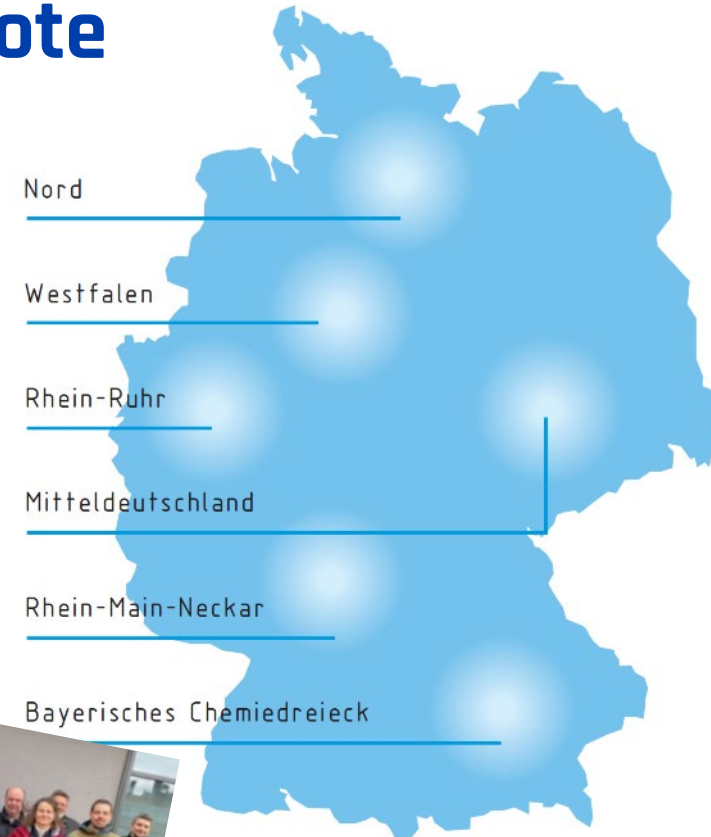 ote
Nord
Westfalen
Rhein-Ruhr
Mitteldeutschland
Rhein-Main-Neckar
Bayerisches Chemiedreieck